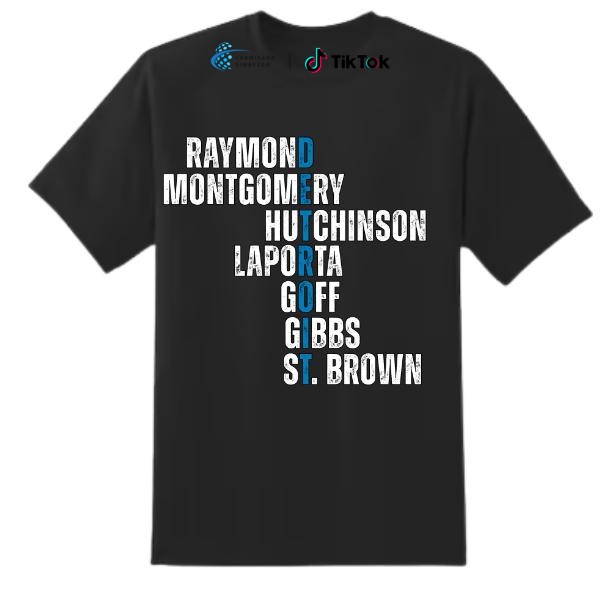 TikTok
RAYMOND
MONTGOMERY
HUTCHINSON
LAPORTA
GOFF
GIBBS
ST. BROWN